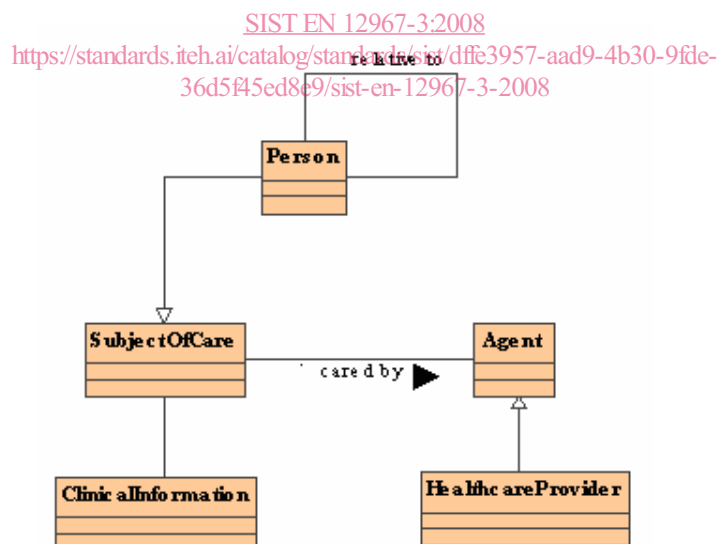 SIST EN 12967-3:2008
relative to
https://standards.iteh.ai/catalog/standards/sist/dffe3957-aad9-4b30-9fde-
36d5f45ed8c9/sist-en-12967-3-2008
Person
SubjectOfCare
Agent
cared by
ClinicalInformation
HealthcareProvider